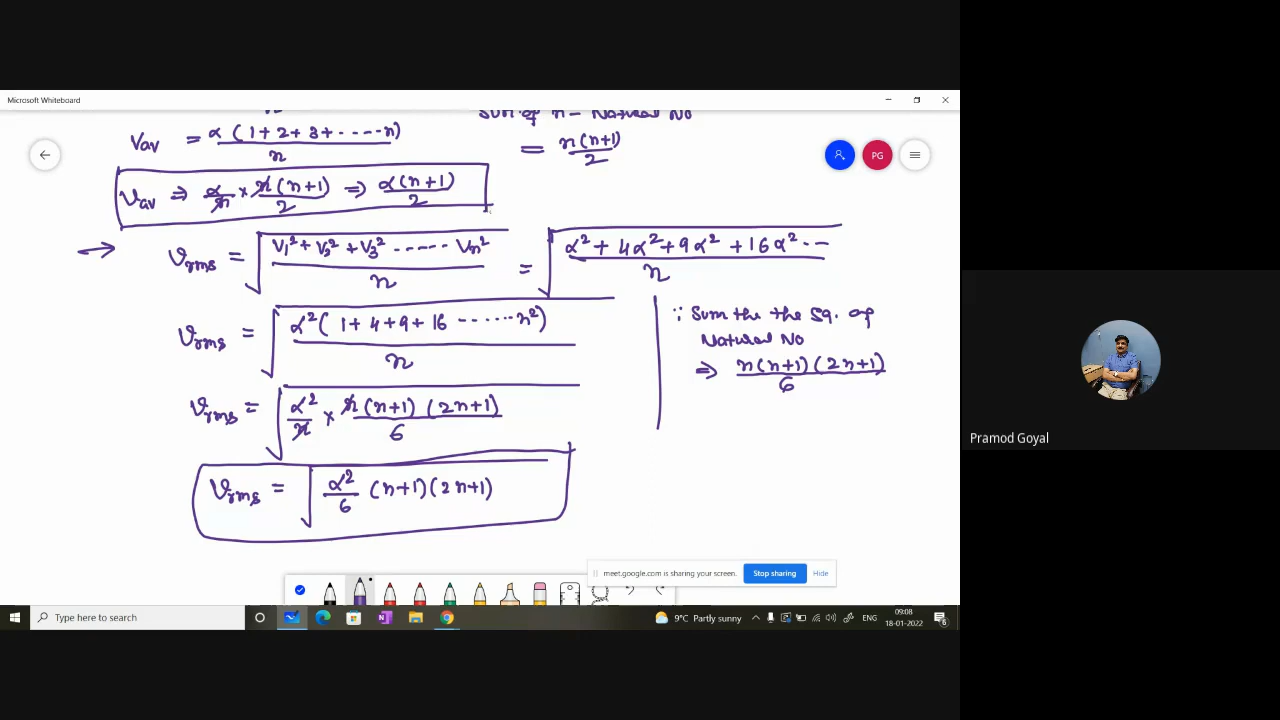 Microsoft Whiteboard
Sum of n - Natural No
Vav = α (1+2+3+-----n) / n
= n(n+1) / 2
Vav ⇒ α/n × n(n+1)/2 ⇒ α(n+1)/2
PG
→ Vrms = √((V1² + V2² + V3² ------ Vn²) / n) = √((α² + 4α² + 9α² + 16α² ---) / n)
Vrms = √(α²(1+4+9+16 ------- n²) / n)
∵ Sum the the Sq. of
Natural No
⇒ n(n+1)(2n+1) / 6
Vrms = √(α²/n × n(n+1)(2n+1)/6)
Vrms = √(α²/6 (n+1)(2n+1))
Pramod Goyal
meet.google.com is sharing your screen.
Stop sharing
Hide
Type here to search
9°C Partly sunny
ENG
09:08
18-01-2022
6